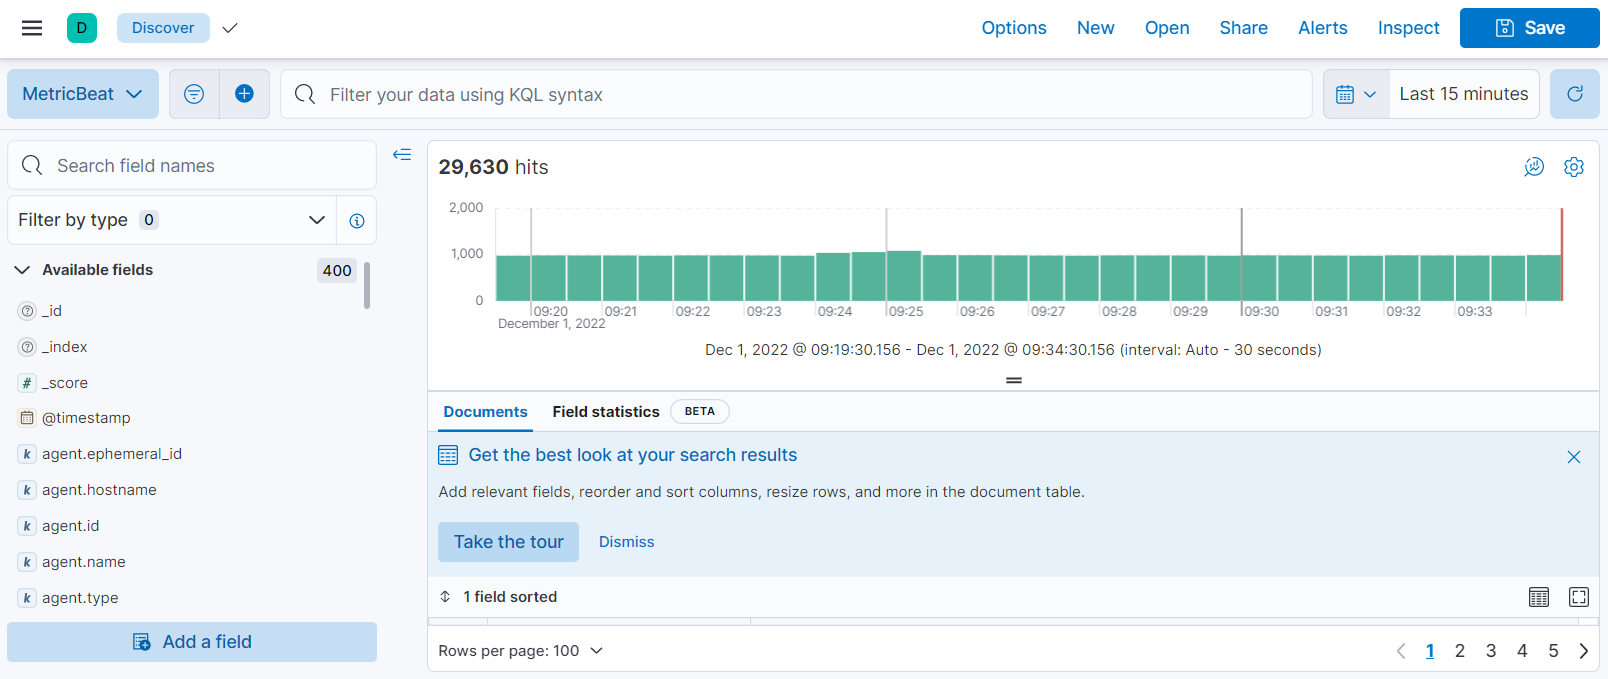 D Discover Options New Open Share Alerts Inspect Save
MetricBeat Filter your data using KQL syntax Last 15 minutes
Search field names
Filter by type 0
Available fields 400
_id
_index
# _score
@timestamp
k agent.ephemeral_id
k agent.hostname
k agent.id
k agent.name
k agent.type
Add a field
29,630 hits
2,000
1,000
0
09:20 09:21 09:22 09:23 09:24 09:25 09:26 09:27 09:28 09:29 09:30 09:31 09:32 09:33
December 1, 2022
Dec 1, 2022 @ 09:19:30.156 - Dec 1, 2022 @ 09:34:30.156 (interval: Auto - 30 seconds)
Documents Field statistics BETA
Get the best look at your search results
Add relevant fields, reorder and sort columns, resize rows, and more in the document table.
Take the tour Dismiss
1 field sorted
Rows per page: 100 1 2 3 4 5